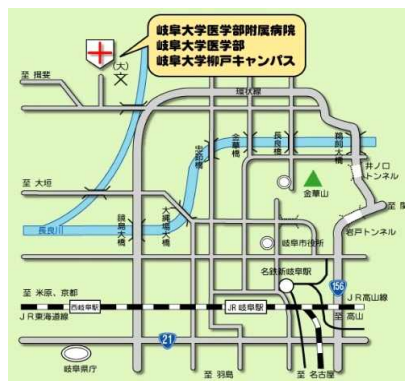 岐阜大学医学部附属病院
岐阜大学医学部
岐阜大学柳戸キャンパス
(大)
文
至 揖斐
環状線
忠節橋
金華橋
長良橋
鵜飼大橋
井ノ口
トンネル
至 大垣
金華山
至 関
長良川
鏡島大橋
大縄場大橋
岩戸トンネル
岐阜市役所
名鉄新岐阜駅
156
至 米原、京都
西岐阜駅
JR岐阜駅
JR高山線
JR東海道線
至 高山
21
岐阜県庁
至 羽島
至 名古屋